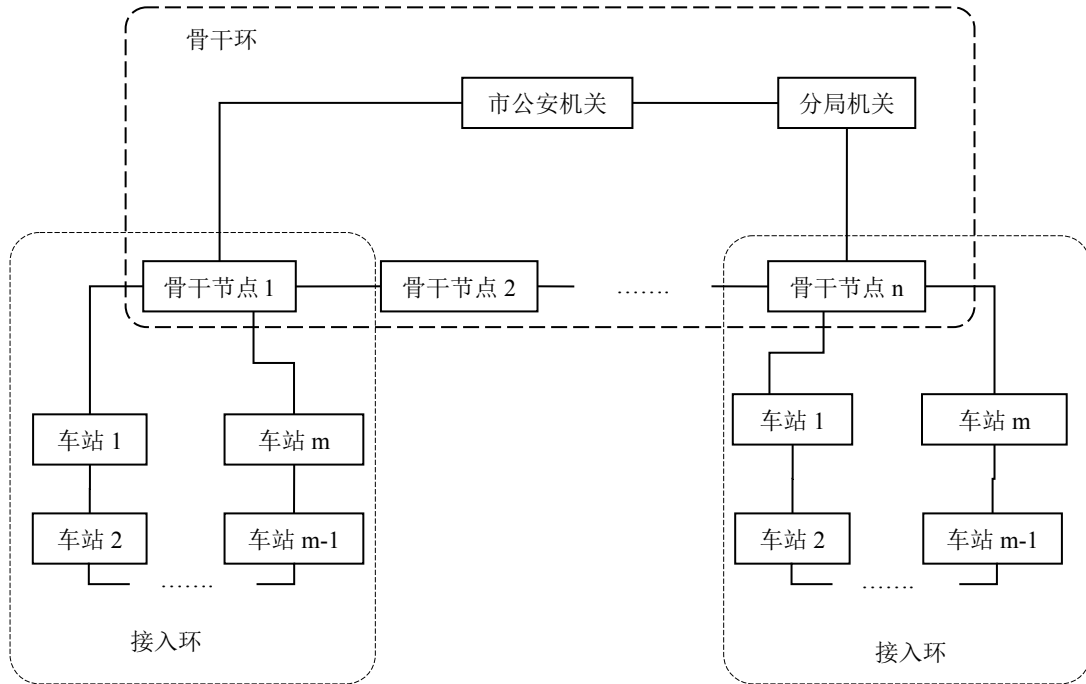 骨干环
市公安机关
分局机关
骨干节点 1
骨干节点 2
…….
骨干节点 n
车站 1
车站 m
车站 1
车站 m
车站 2
车站 m-1
车站 2
车站 m-1
…….
…….
接入环
接入环